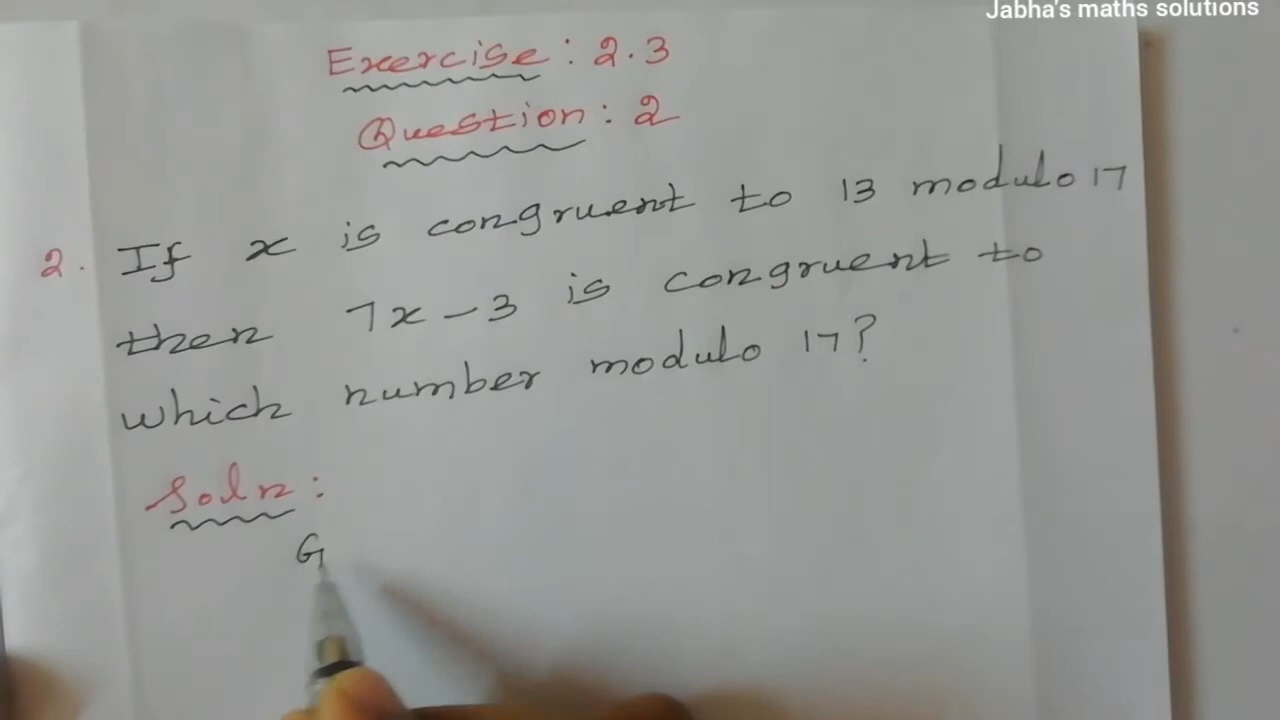 Jabha's maths solutions
Exercise : 2.3
Question : 2
2. If x is congruent to 13 modulo 17
then 7x - 3 is congruent to
which number modulo 17?
Soln :
G